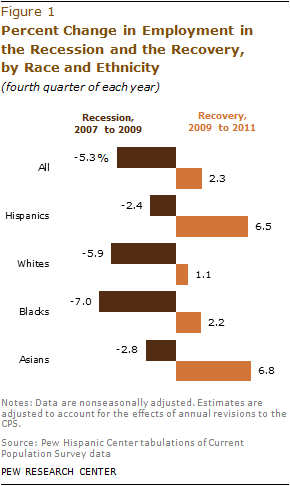 Figure 1
Percent Change in Employment in
the Recession and the Recovery,
by Race and Ethnicity
(fourth quarter of each year)
Recession,
2007 to 2009
Recovery,
2009 to 2011
All
-5.3%
2.3
Hispanics
-2.4
6.5
Whites
-5.9
1.1
Blacks
-7.0
2.2
Asians
-2.8
6.8
Notes: Data are nonseasonally adjusted. Estimates are
adjusted to account for the effects of annual revisions to the
CPS.
Source: Pew Hispanic Center tabulations of Current
Population Survey data
PEW RESEARCH CENTER